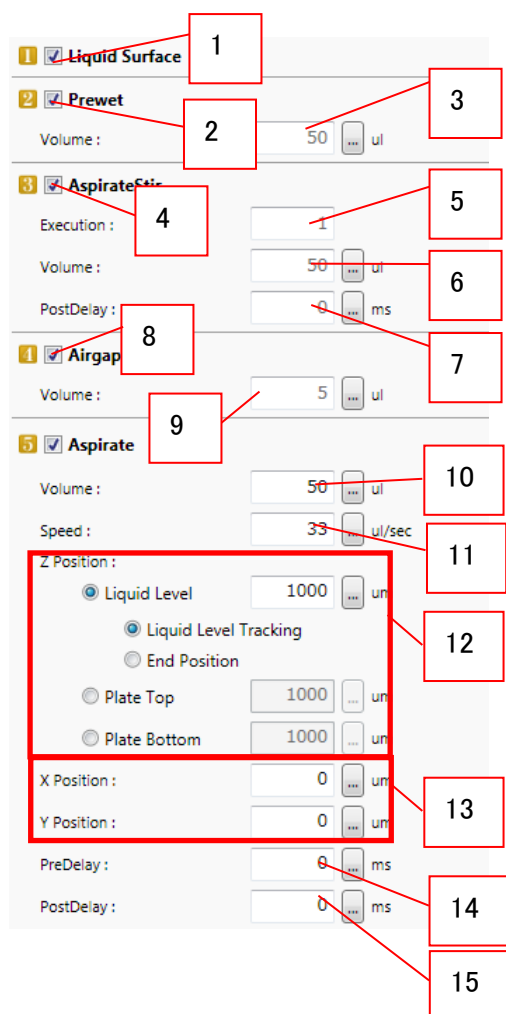 1
1 Liquid Surface
2 Prewet
3
2
Volume : 50 ... ul
3 AspirateStir
4
5
Execution : 1
Volume : 50 ... ul
6
PostDelay : 0 ... ms
8
7
4 Airgap
Volume : 5 ... ul
9
5 Aspirate
10
Volume : 50 ... ul
Speed : 33 ... ul/sec
11
Z Position :
Liquid Level 1000 ... um
Liquid Level Tracking
12
End Position
Plate Top 1000 ... um
Plate Bottom 1000 ... um
X Position : 0 ... um
13
Y Position : 0 ... um
PreDelay : 0 ... ms
14
PostDelay : 0 ... ms
15